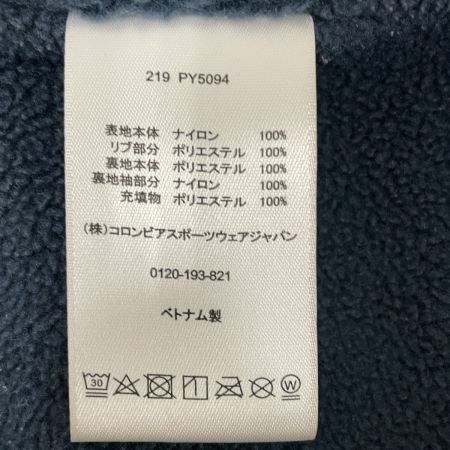 219 PY5094
表地本体 ナイロン 100%
リブ部分 ポリエステル 100%
裏地本体 ポリエステル 100%
裏地袖部分 ナイロン 100%
充填物 ポリエステル 100%
(株)コロンビアスポーツウェアジャパン
0120-193-821
ベトナム製
30 W